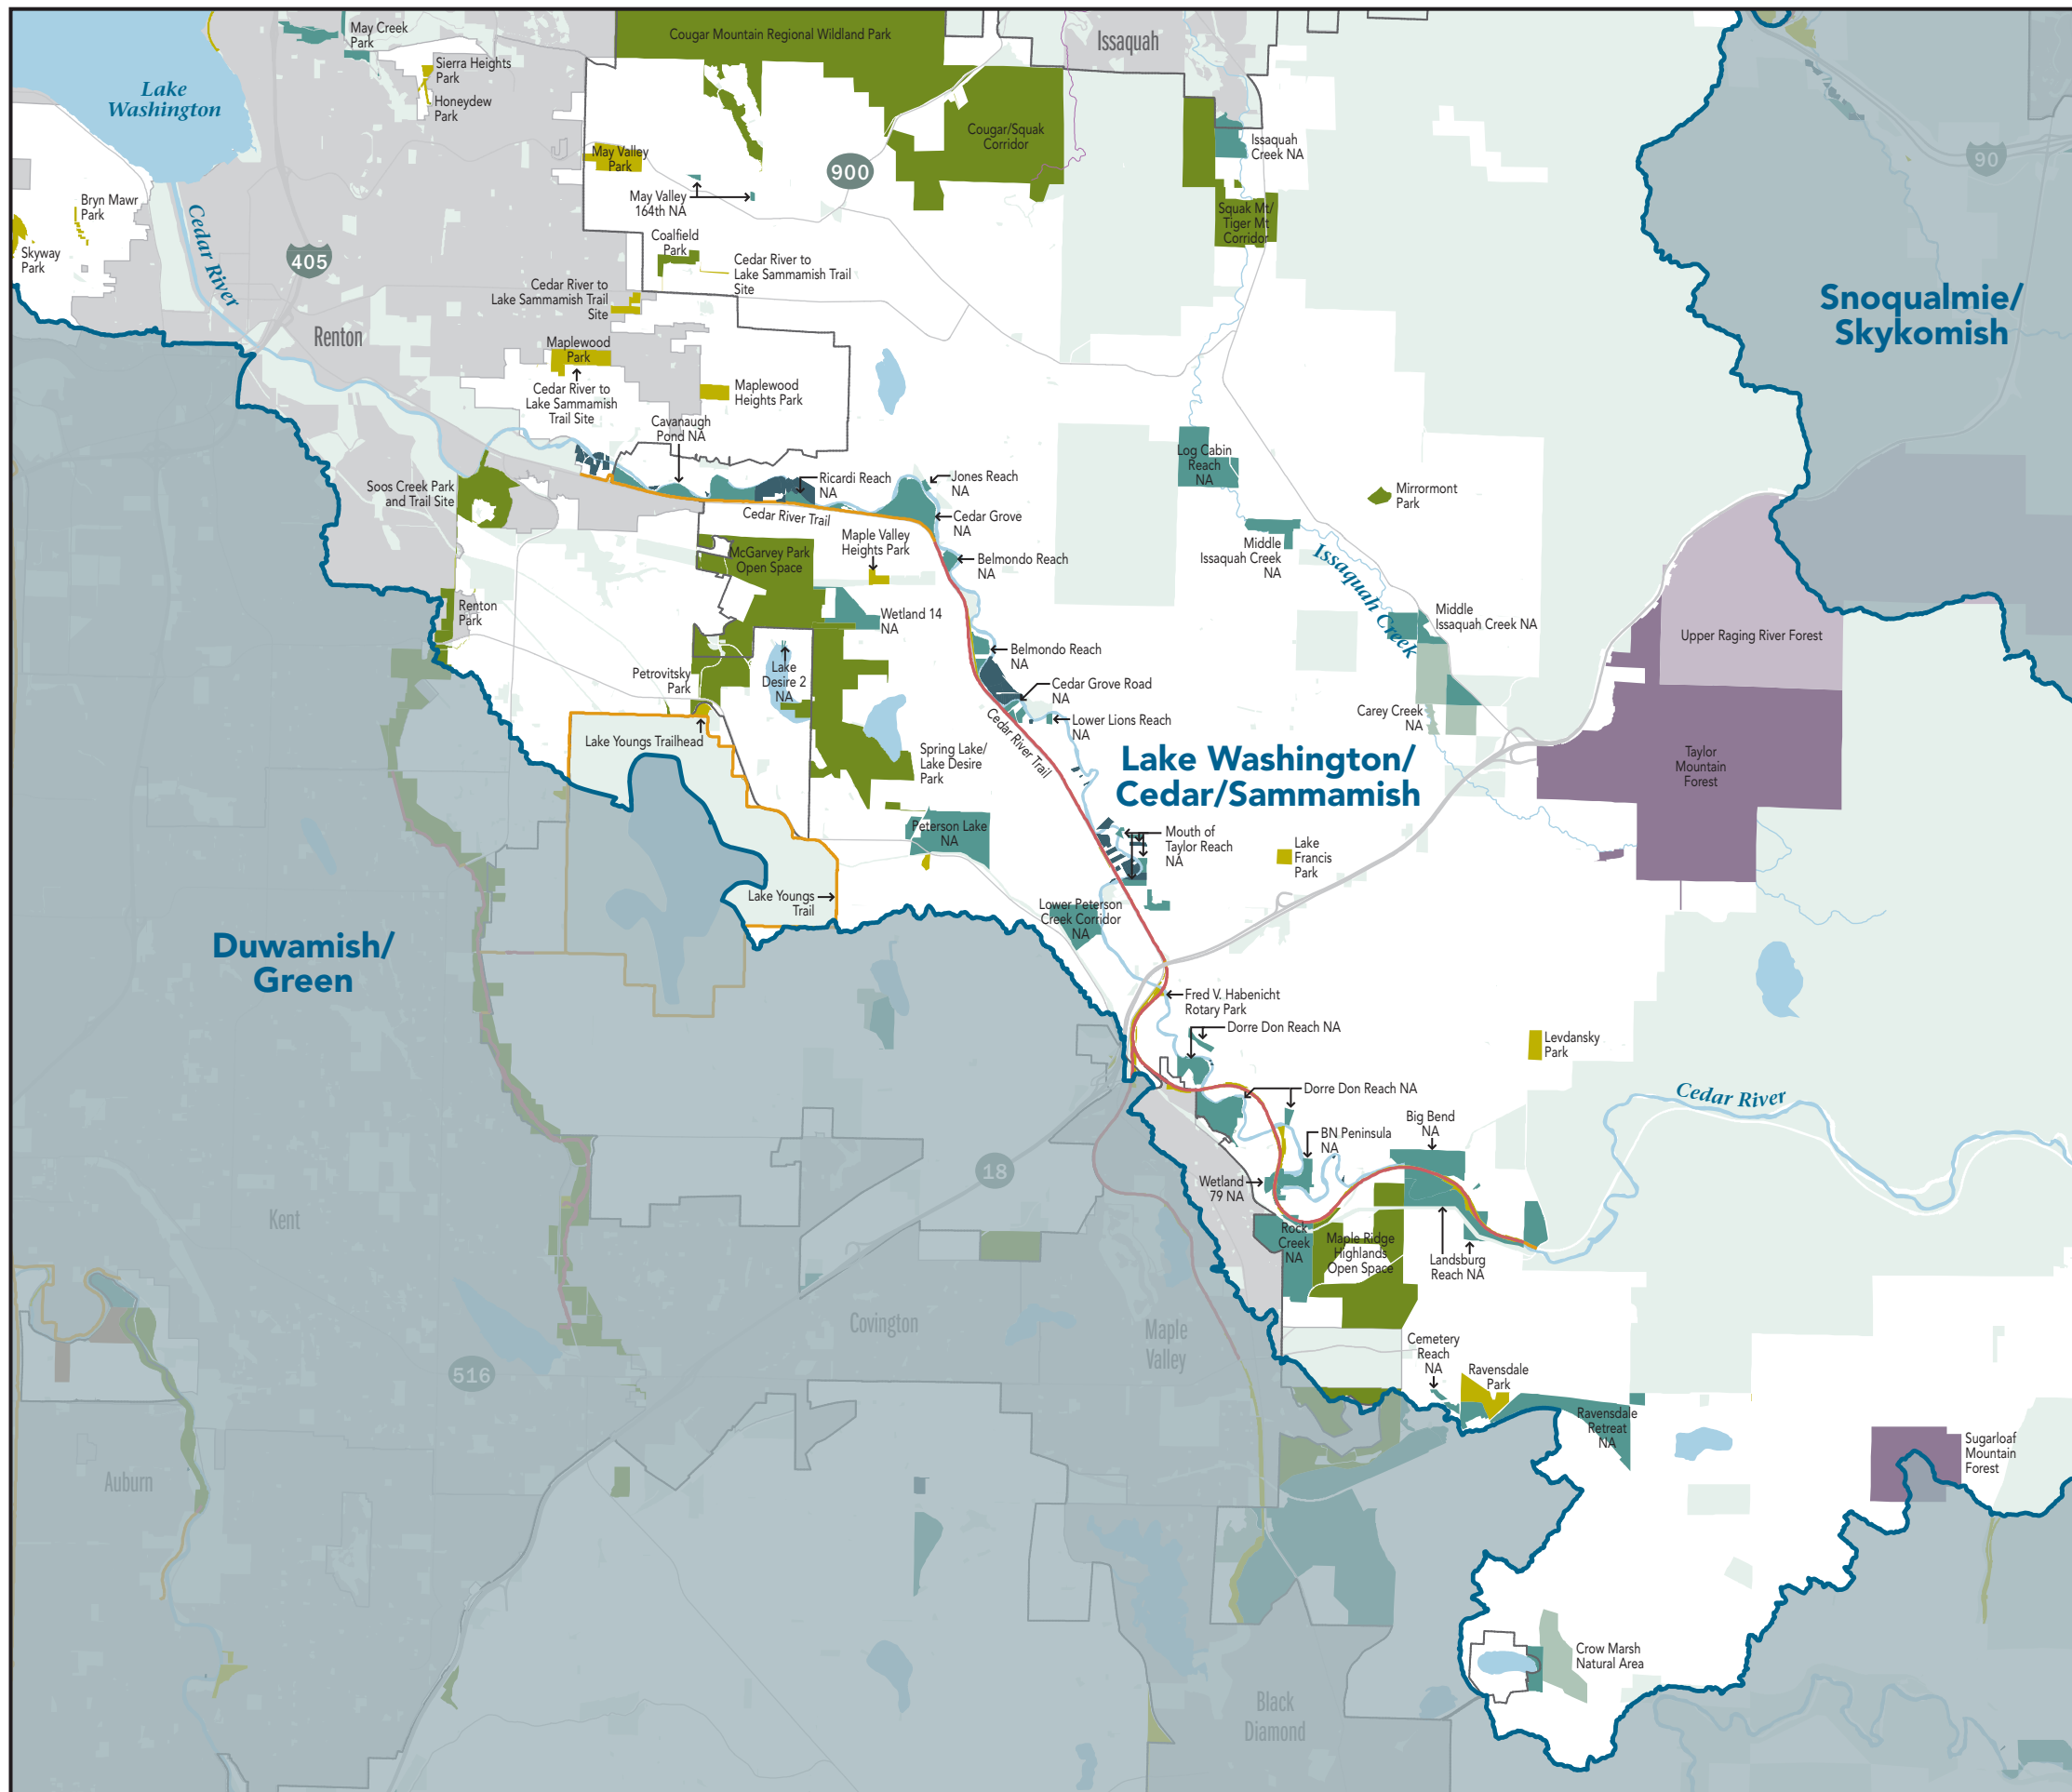 May Creek
Park
Cougar Mountain Regional Wildland Park
Issaquah
Sierra Heights
Park
Honeydew
Park
Lake
Washington
Cougar/Squak
Corridor
Issaquah
Creek NA
90
May Valley
Park
900
May Valley
164th NA
Bryn Mawr
Park
Skyway
Park
Cedar River
405
Coalfield
Park
Squak Mt/
Tiger Mt
Corridor
Cedar River to
Lake Sammamish Trail
Site
Cedar River to
Lake Sammamish Trail
Site
Snoqualmie/
Skykomish
Renton
Maplewood
Park
Cedar River to
Lake Sammamish
Trail Site
Maplewood
Heights Park
Cavanaugh
Pond NA
Log Cabin
Reach
NA
Soos Creek Park
and Trail Site
Ricardi Reach
NA
Jones Reach
NA
Mirrormont
Park
Cedar River Trail
Cedar Grove
NA
Maple Valley
Heights Park
McGarvey Park
Open Space
Belmondo Reach
NA
Middle
Issaquah Creek
NA
Issaquah Creek
Renton
Park
Wetland 14
NA
Middle
Issaquah Creek NA
Upper Raging River Forest
Belmondo Reach
NA
Petrovitsky
Park
Lake
Desire 2
NA
Cedar Grove Road
NA
Lower Lions Reach
NA
Carey Creek
NA
Lake Youngs Trailhead
Cedar River Trail
Spring Lake/
Lake Desire
Park
Lake Washington/
Cedar/Sammamish
Taylor
Mountain
Forest
Peterson Lake
NA
Mouth of
Taylor Reach
NA
Lake
Francis
Park
Lake Youngs
Trail
Lower Peterson
Creek Corridor
NA
Duwamish/
Green
Fred V. Habenicht
Rotary Park
Dorre Don Reach NA
Levdansky
Park
Dorre Don Reach NA
Cedar River
Big Bend
NA
BN Peninsula
NA
18
Wetland
79 NA
Kent
Rock
Creek
NA
Maple Ridge
Highlands
Open Space
Landsburg
Reach NA
Covington
Maple
Valley
Cemetery
Reach
NA
Ravensdale
Park
516
Ravensdale
Retreat
NA
Sugarloaf
Mountain
Forest
Auburn
Crow Marsh
Natural Area
Black
Diamond